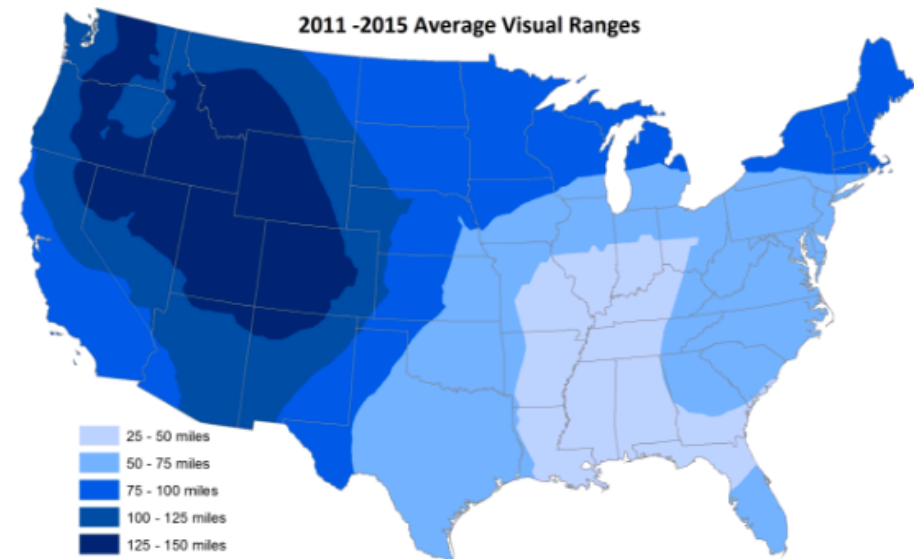 2011 -2015 Average Visual Ranges
25 - 50 miles
50 - 75 miles
75 - 100 miles
100 - 125 miles
125 - 150 miles